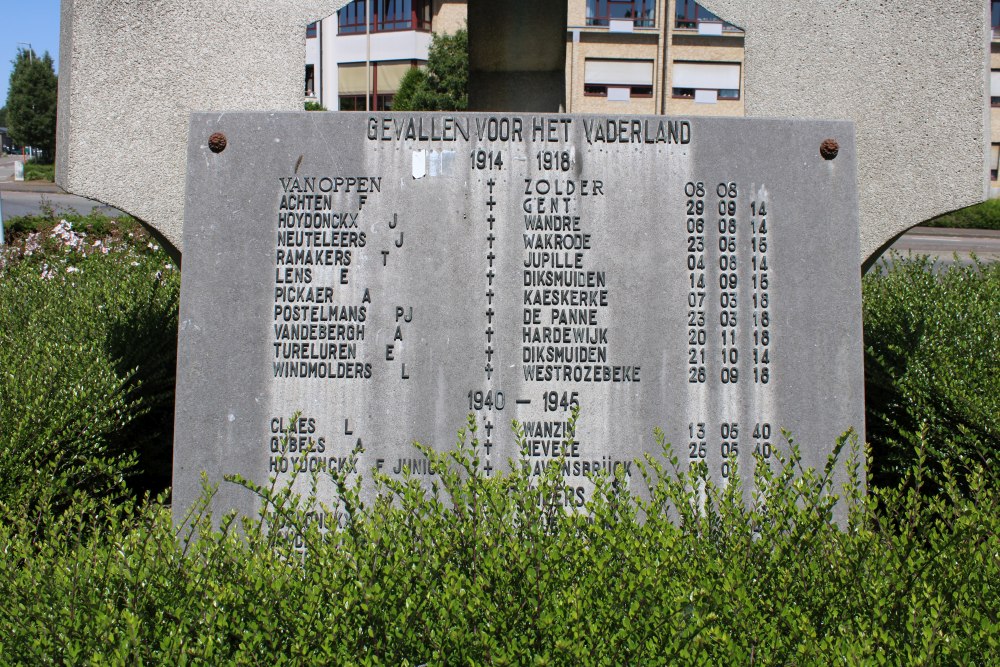 GEVALLEN VOOR HET VADERLAND
1914 - 1918
VAN OPPEN † ZOLDER 08 08
ACHTEN F † GENT 29 09 14
HOYDONCKX J † WANDRE 06 08 14
NEUTELEERS J † WAKRODE 23 05 15
RAMAKERS T † JUPILLE 04 08 14
LENS E † DIKSMUIDEN 14 09 15
PICKAER A † KAESKERKE 07 03 18
POSTELMANS PJ † DE PANNE 23 03 18
VANDEBERGH A † HARDEWIJK 20 11 18
TURELUREN E † DIKSMUIDEN 21 10 14
WINDMOLDERS L † WESTROZEBEKE 28 09 18
1940 - 1945
CLAES L † WANZIN 13 05 40
GYBELS A † 25 05 40
HOYDONCKX F JUNIOR † RAVENSBRÜCK